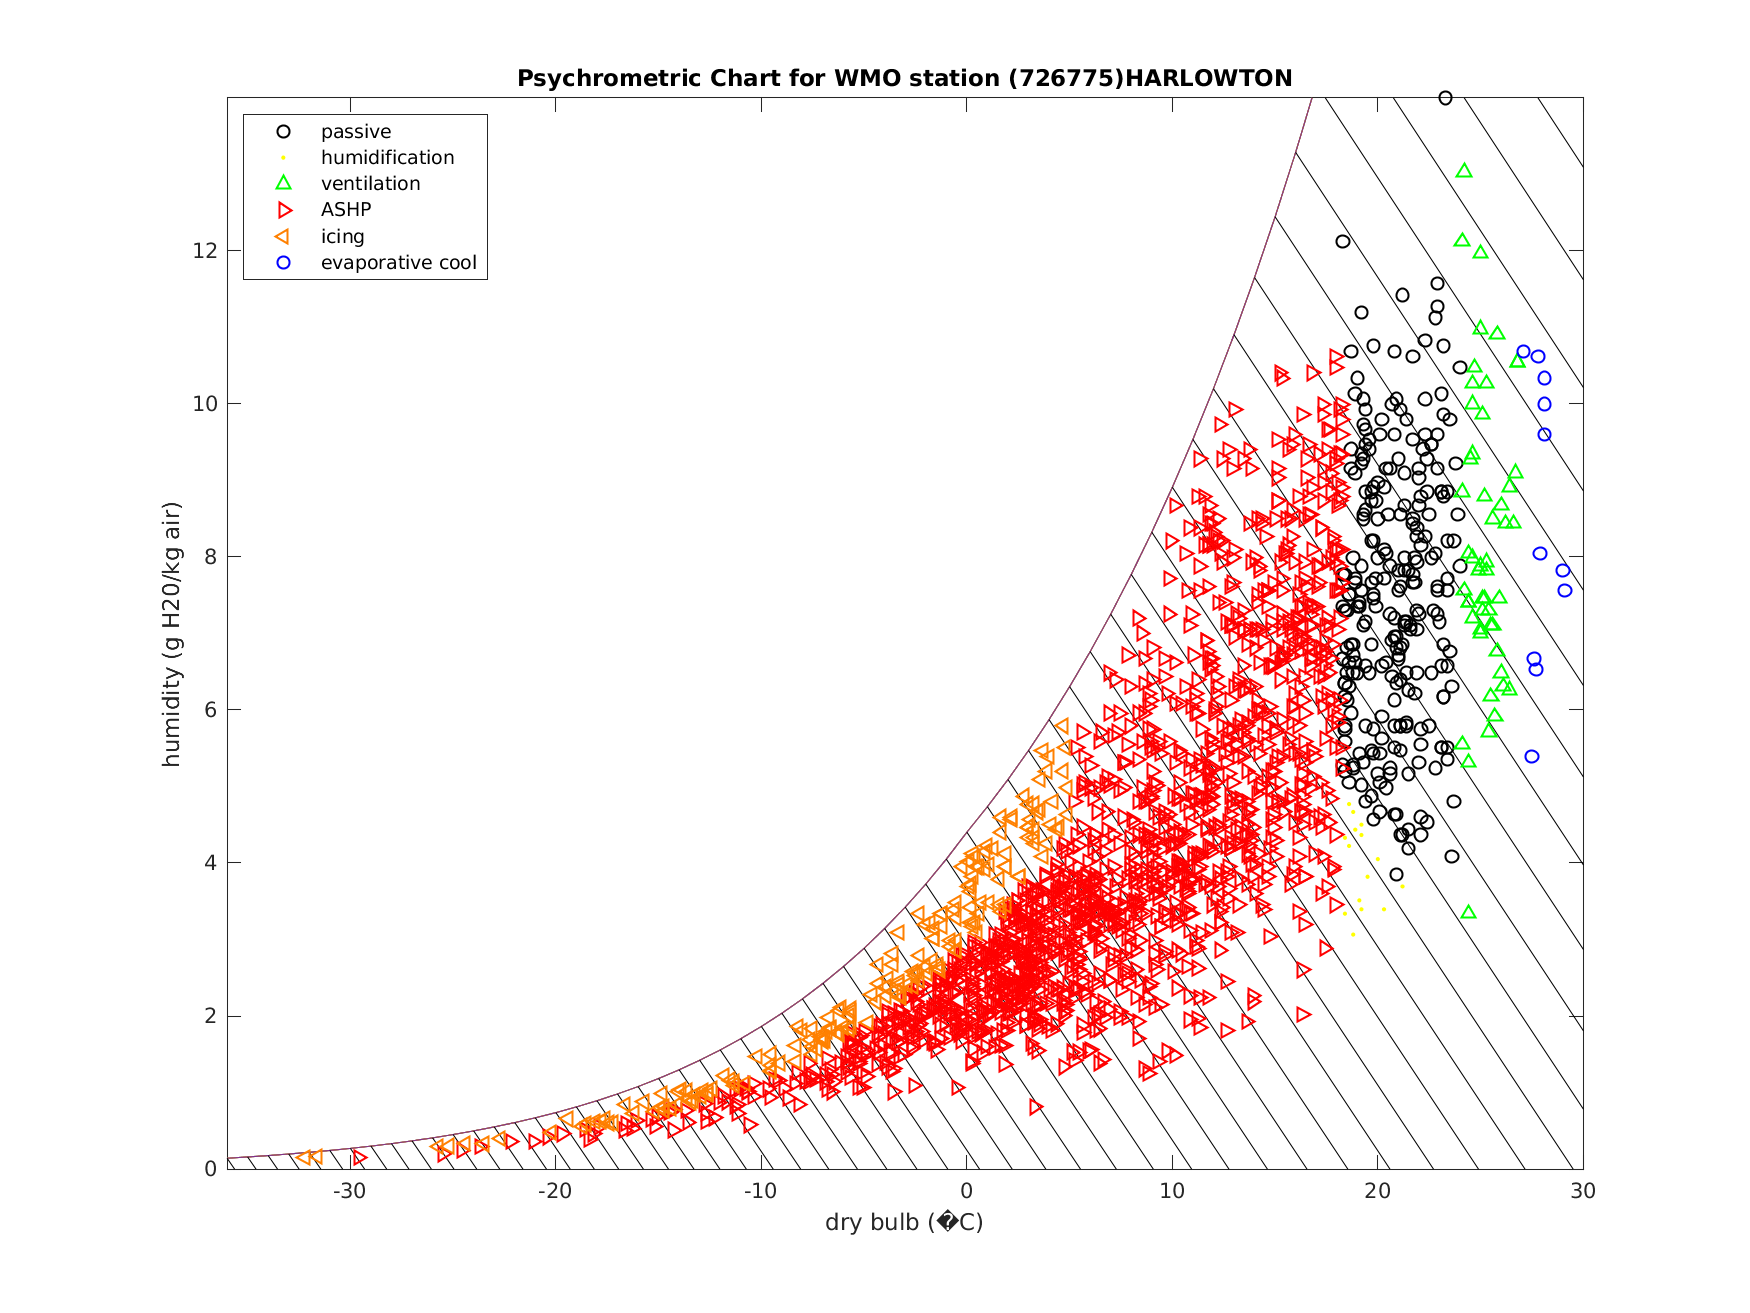 Psychrometric Chart for WMO station (726775)HARLOWTON
passive
humidification
ventilation
ASHP
icing
evaporative cool
12
10
8
6
4
2
0
humidity (g H20/kg air)
-30 -20 -10 0 10 20 30
dry bulb (�C)